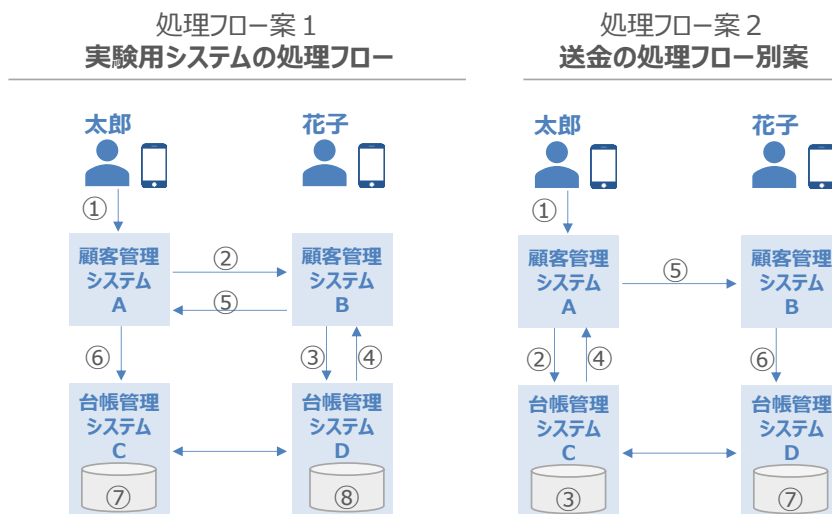 処理フロー案１
実験用システムの処理フロー
太郎
花子
①
顧客管理
システム
A
②
⑤
顧客管理
システム
B
⑥
③
④
台帳管理
システム
C
⑦
台帳管理
システム
D
⑧
処理フロー案２
送金の処理フロー別案
太郎
花子
①
顧客管理
システム
A
⑤
顧客管理
システム
B
②
④
⑥
台帳管理
システム
C
③
台帳管理
システム
D
⑦